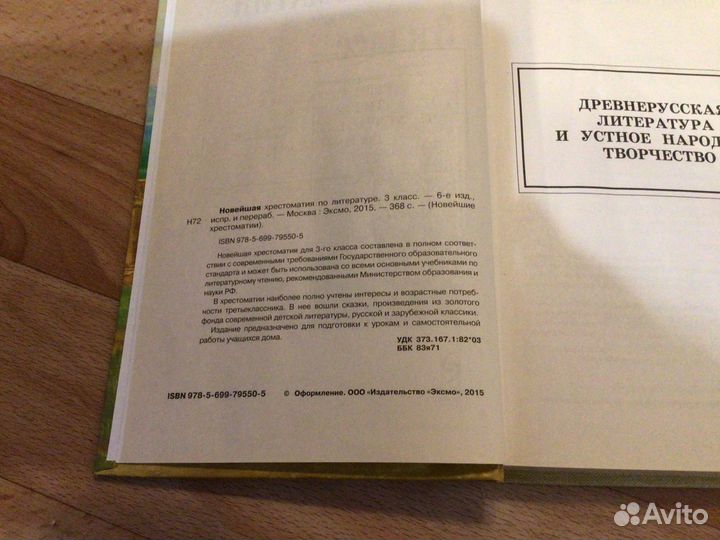 Новейшая хрестоматия по литературе. 3 класс. — 6-е изд.,
Н72 испр. и перераб. — Москва : Эксмо, 2015. — 368 с. — (Новейшие
хрестоматии).
ISBN 978-5-699-79550-5
Новейшая хрестоматия для 3-го класса составлена в полном соответ-
ствии с современными требованиями Государственного образовательного
стандарта и может быть использована со всеми основными учебниками по
литературному чтению, рекомендованными Министерством образования и
науки РФ.
В хрестоматии наиболее полно учтены интересы и возрастные потреб-
ности третьеклассника. В нее вошли сказки, произведения из золотого
фонда современной детской литературы, русской и зарубежной классики.
Издание предназначено для подготовки к урокам и самостоятельной
работы учащихся дома.
УДК 373.167.1:82*03
ББК 83я71
ISBN 978-5-699-79550-5 © Оформление. ООО «Издательство «Эксмо», 2015
ДРЕВНЕРУССКАЯ
ЛИТЕРАТУРА
И УСТНОЕ НАРОД
ТВОРЧЕСТВО
Avito